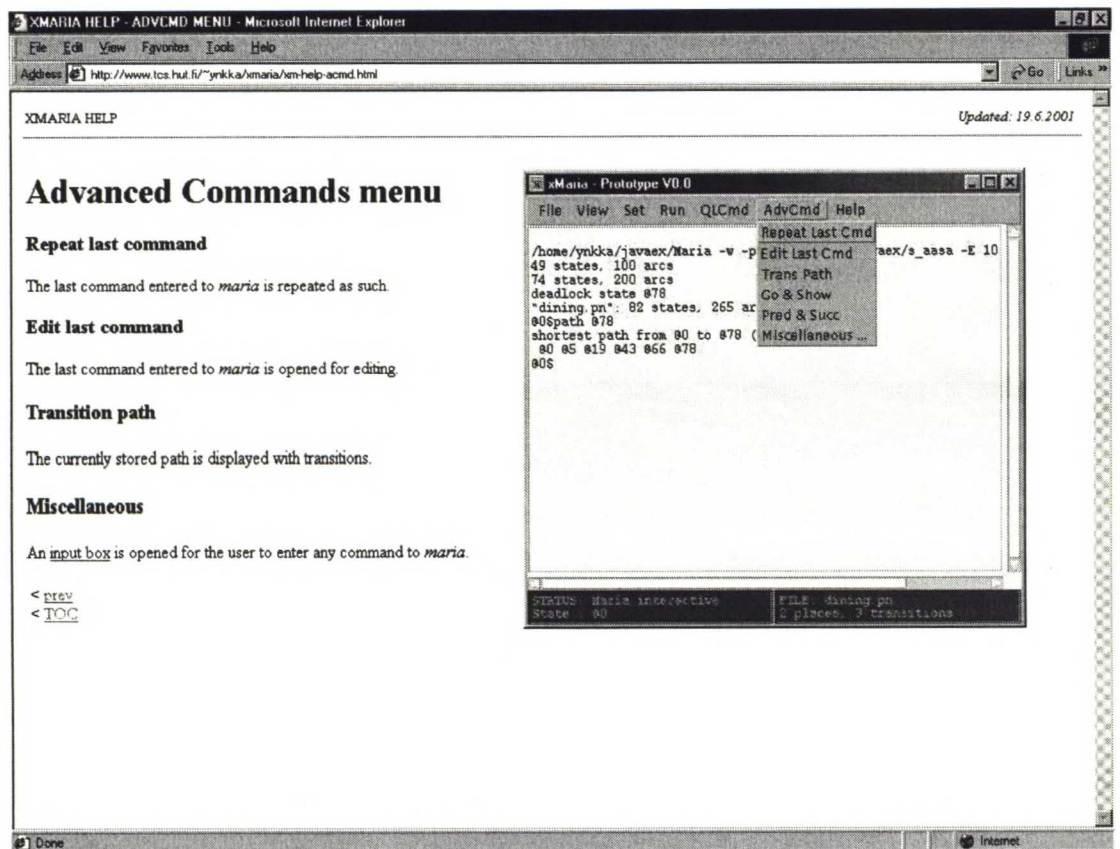 XMARIA HELP - ADVCMD MENU - Microsoft Internet Explorer
File Edit View Favorites Tools Help
Address http://www.tcs.hut.fi/~ynkka/xmaria/xm-help-acmd.html Go Links »
XMARIA HELP
Updated: 19.6.2001
Advanced Commands menu
Repeat last command
The last command entered to maria is repeated as such.
Edit last command
The last command entered to maria is opened for editing.
Transition path
The currently stored path is displayed with transitions.
Miscellaneous
An input box is opened for the user to enter any command to maria.
< prev
< TOC
xMaria - Prototype V0.0
File View Set Run QLCmd AdvCmd Help
Repeat Last Cmd
Edit Last Cmd
Trans Path
Go & Show
Pred & Succ
Miscellaneous ...
/home/ynkka/javaex/Maria -v -p raex/s_aasa -E 10
49 states, 100 arcs
74 states, 200 arcs
deadlock state @78
"dining.pn": 82 states, 265 ar
@0$path @78
shortest path from @0 to @78 (
@0 @5 @19 @43 @66 @78
@0$
STATUS: Maria interactive
State : @0
FILE: dining.pn
2 places, 3 transitions
Done
Internet